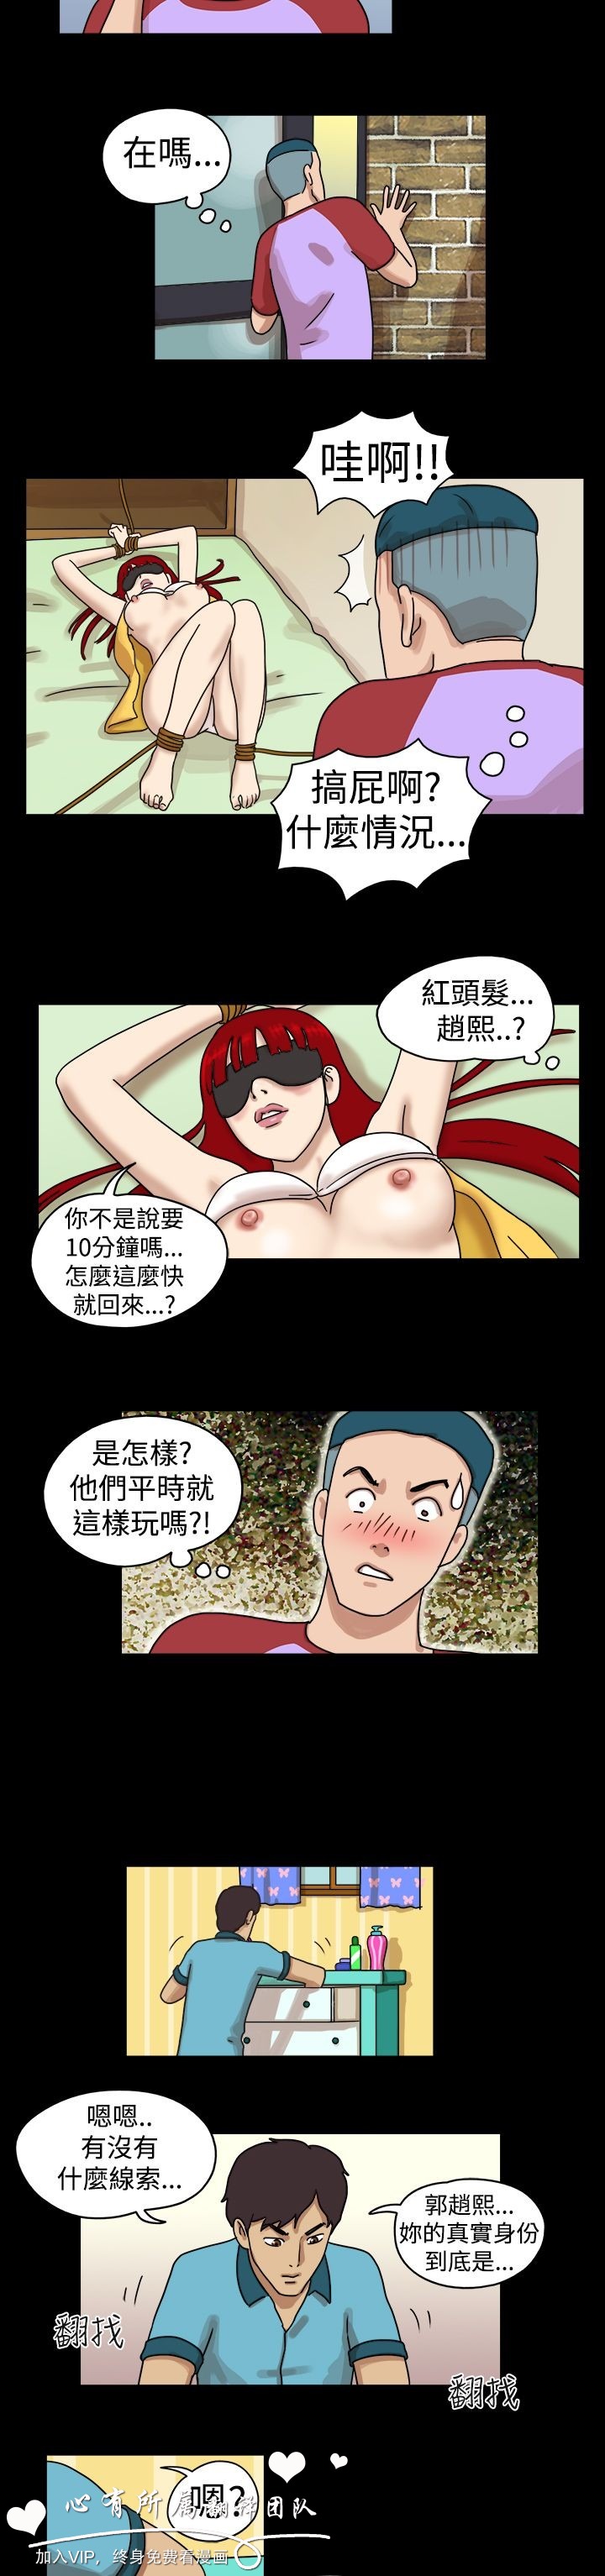 在嗎...
哇啊!!
搞屁啊?
什麼情況...
紅頭髮...
趙熙..?
你不是說要
10分鐘嗎...
怎麼這麼快
就回來...?
是怎樣?
他們平時就
這樣玩嗎?!
嗯嗯..
有沒有
什麼線索...
郭趙熙...
妳的真實身份
到底是...
翻找
翻找
嗯?
心有所属翻译团队
加入VIP，终身免费看漫画